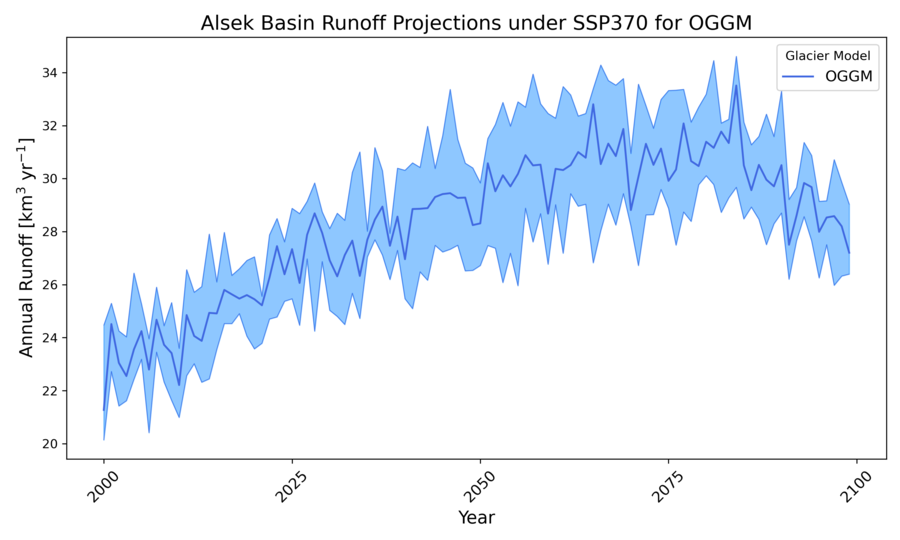 Alsek Basin Runoff Projections under SSP370 for OGGM
Glacier Model
OGGM
Annual Runoff [km³ yr⁻¹]
34
32
30
28
26
24
22
20
2000
2025
2050
2075
2100
Year